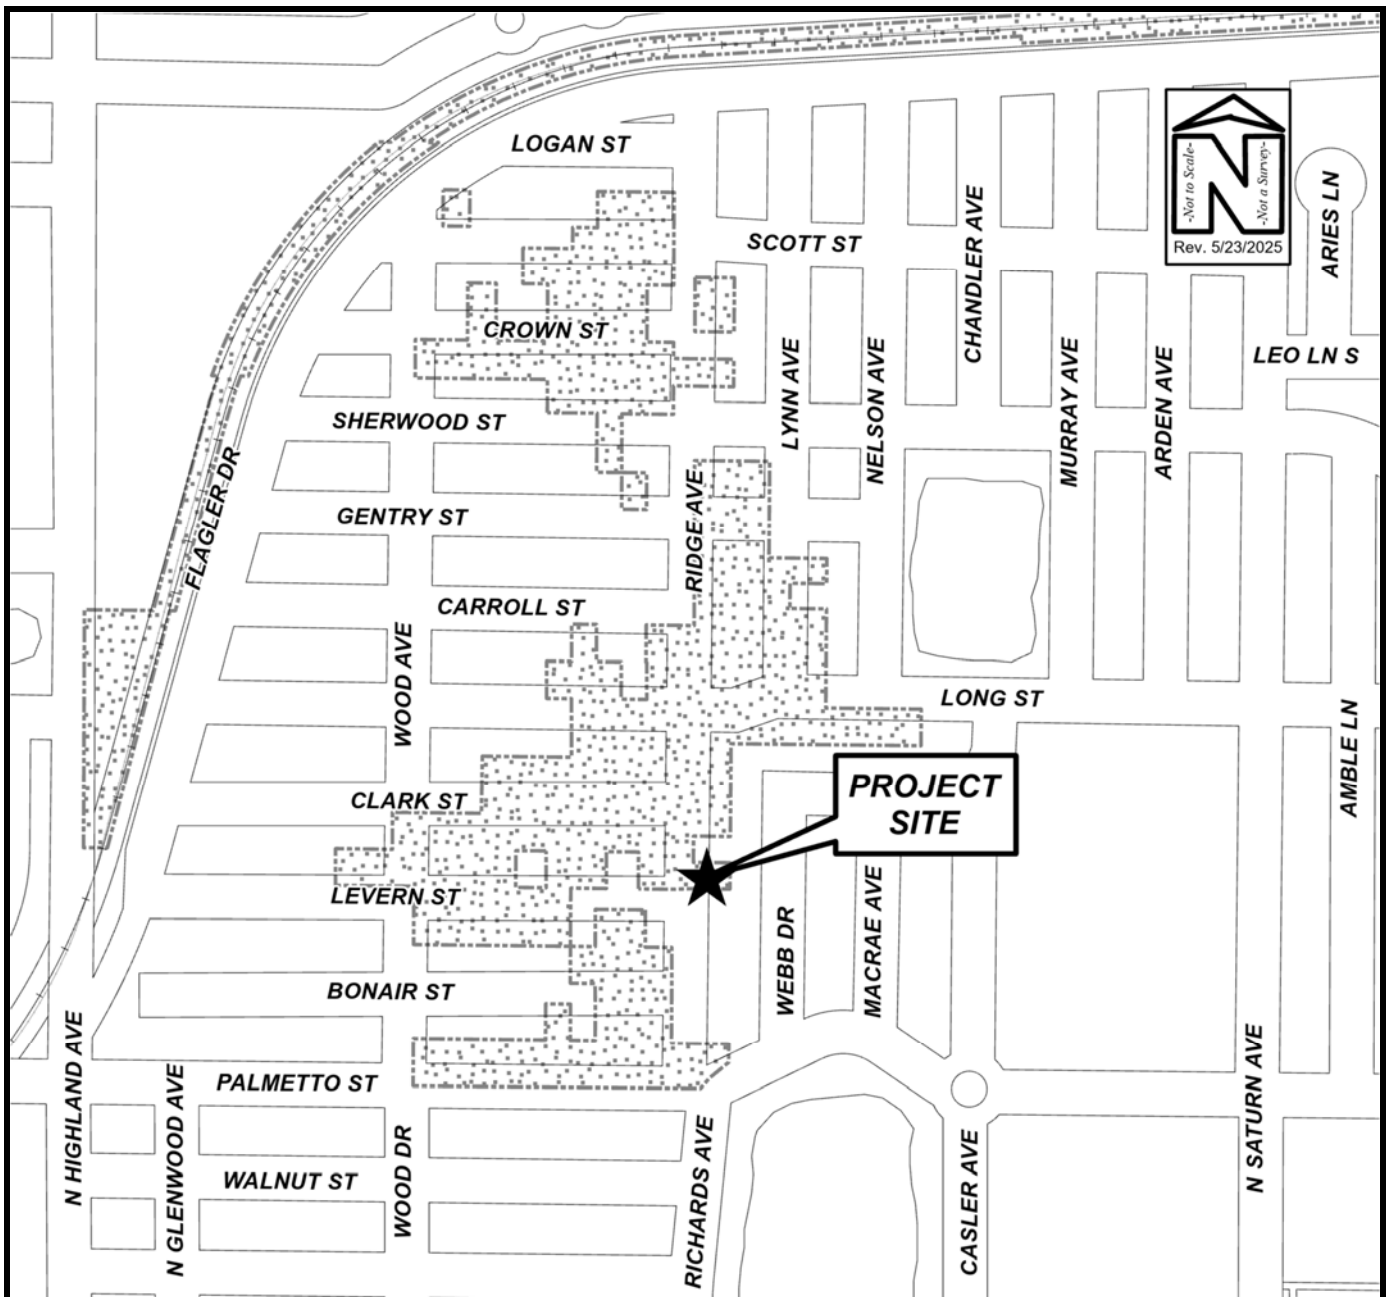 LOGAN ST
-Not to Scale-
-Not a Survey-
N
Rev. 5/23/2025
ARIES LN
SCOTT ST
CHANDLER AVE
CROWN ST
LEO LN S
LYNN AVE
NELSON AVE
MURRAY AVE
ARDEN AVE
SHERWOOD ST
FLAGLER DR
GENTRY ST
RIDGE AVE
CARROLL ST
WOOD AVE
LONG ST
AMBLE LN
CLARK ST
PROJECT
SITE
LEVERN ST
WEBB DR
MACRAE AVE
BONAIR ST
N HIGHLAND AVE
N GLENWOOD AVE
PALMETTO ST
N SATURN AVE
WOOD DR
RICHARDS AVE
CASLER AVE
WALNUT ST